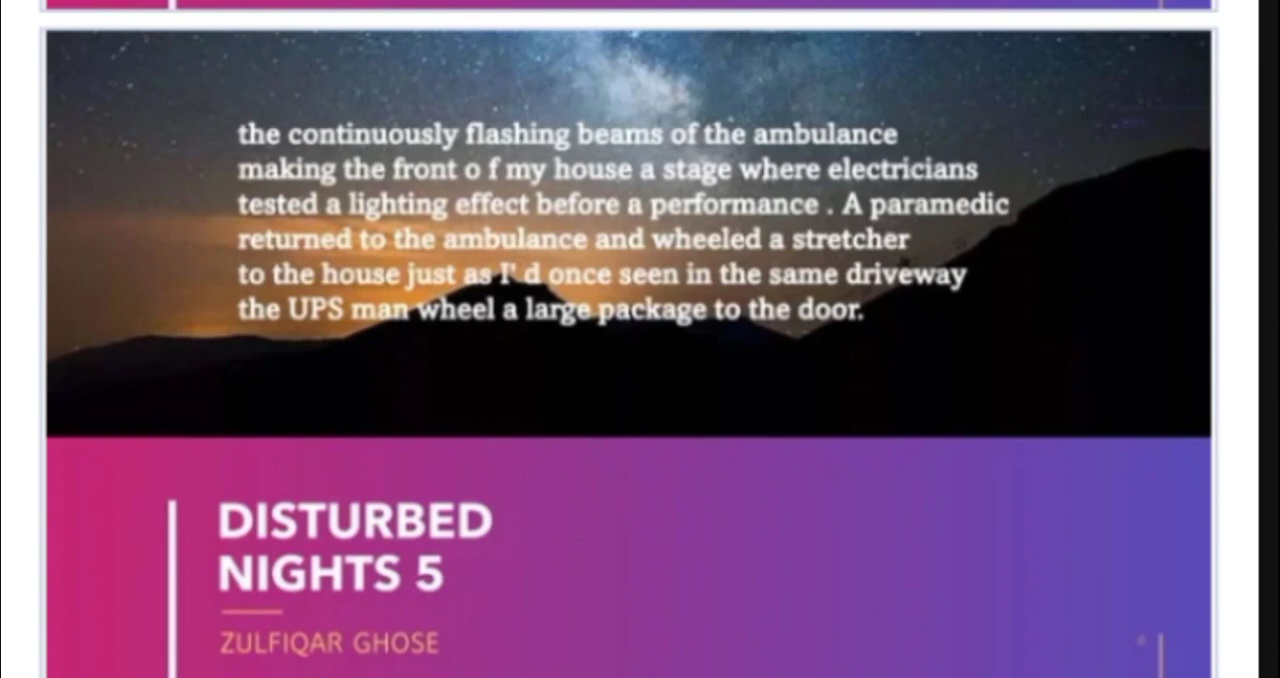 the continuously flashing beams of the ambulance
making the front o f my house a stage where electricians
tested a lighting effect before a performance . A paramedic
returned to the ambulance and wheeled a stretcher
to the house just as I' d once seen in the same driveway
the UPS man wheel a large package to the door.
DISTURBED
NIGHTS 5
ZULFIQAR GHOSE